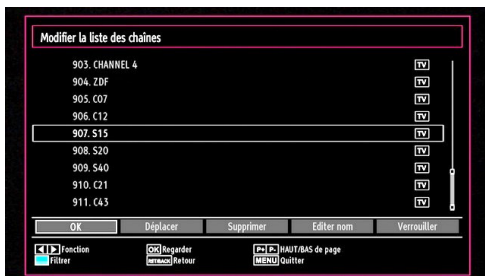 Modifier la liste des chaînes
903. CHANNEL 4 TV
904. ZDF TV
905. C07 TV
906. C12 TV
907. S15 TV
908. S20 TV
909. S40 TV
910. C21 TV
911. C43 TV
OK Déplacer Supprimer Editer nom Verrouiller
Fonction OK Regarder P+ P- HAUT/BAS de page
Filtrer RET/BACK Retour MENU Quitter